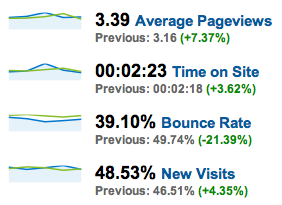 3.39 Average Pageviews
Previous: 3.16 (+7.37%)
00:02:23 Time on Site
Previous: 00:02:18 (+3.62%)
39.10% Bounce Rate
Previous: 49.74% (-21.39%)
48.53% New Visits
Previous: 46.51% (+4.35%)